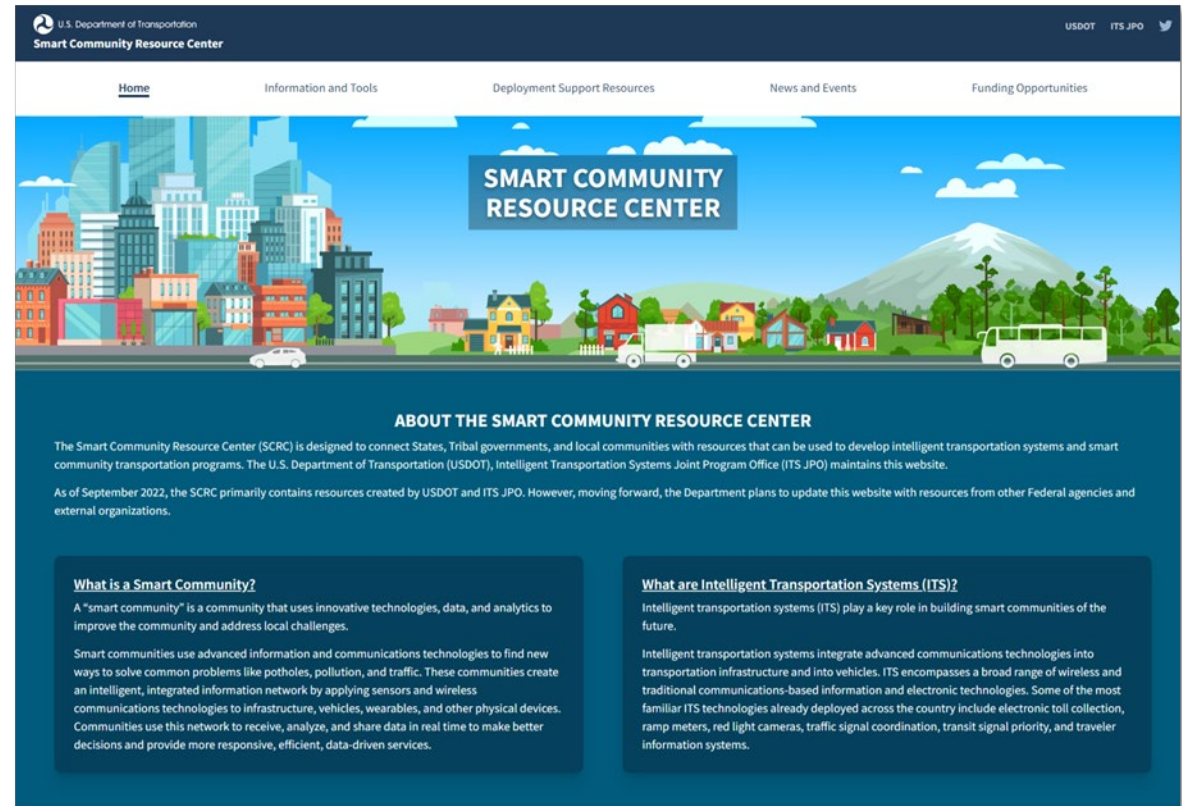 U.S. Department of Transportation
Smart Community Resource Center
USDOT ITS JPO
Home Information and Tools Deployment Support Resources News and Events Funding Opportunities
SMART COMMUNITY
RESOURCE CENTER
ABOUT THE SMART COMMUNITY RESOURCE CENTER
The Smart Community Resource Center (SCRC) is designed to connect States, Tribal governments, and local communities with resources that can be used to develop intelligent transportation systems and smart
community transportation programs. The U.S. Department of Transportation (USDOT), Intelligent Transportation Systems Joint Program Office (ITS JPO) maintains this website.
As of September 2022, the SCRC primarily contains resources created by USDOT and ITS JPO. However, moving forward, the Department plans to update this website with resources from other Federal agencies and
external organizations.
What is a Smart Community?
A “smart community” is a community that uses innovative technologies, data, and analytics to
improve the community and address local challenges.
Smart communities use advanced information and communications technologies to find new
ways to solve common problems like potholes, pollution, and traffic. These communities create
an intelligent, integrated information network by applying sensors and wireless
communications technologies to infrastructure, vehicles, wearables, and other physical devices.
Communities use this network to receive, analyze, and share data in real time to make better
decisions and provide more responsive, efficient, data-driven services.
What are Intelligent Transportation Systems (ITS)?
Intelligent transportation systems (ITS) play a key role in building smart communities of the
future.
Intelligent transportation systems integrate advanced communications technologies into
transportation infrastructure and into vehicles. ITS encompasses a broad range of wireless and
traditional communications-based information and electronic technologies. Some of the most
familiar ITS technologies already deployed across the country include electronic toll collection,
ramp meters, red light cameras, traffic signal coordination, transit signal priority, and traveler
information systems.